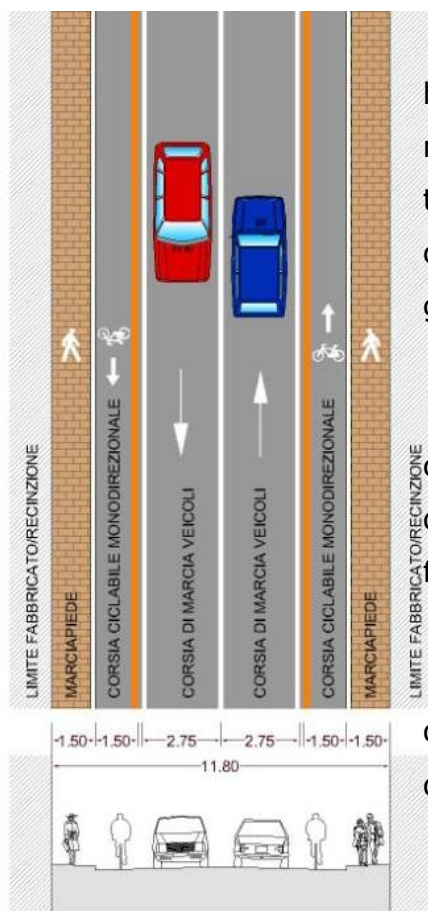 LIMITE FABBRICATO/RECINZIONE
MARCIAPIEDE
CORSIA CICLABILE MONODIREZIONALE
CORSIA DI MARCIA VEICOLI
CORSIA DI MARCIA VEICOLI
CORSIA CICLABILE MONODIREZIONALE
MARCIAPIEDE
LIMITE FABBRICATO/RECINZIONE
1.50 1.50 2.75 2.75 1.50 1.50
11.80